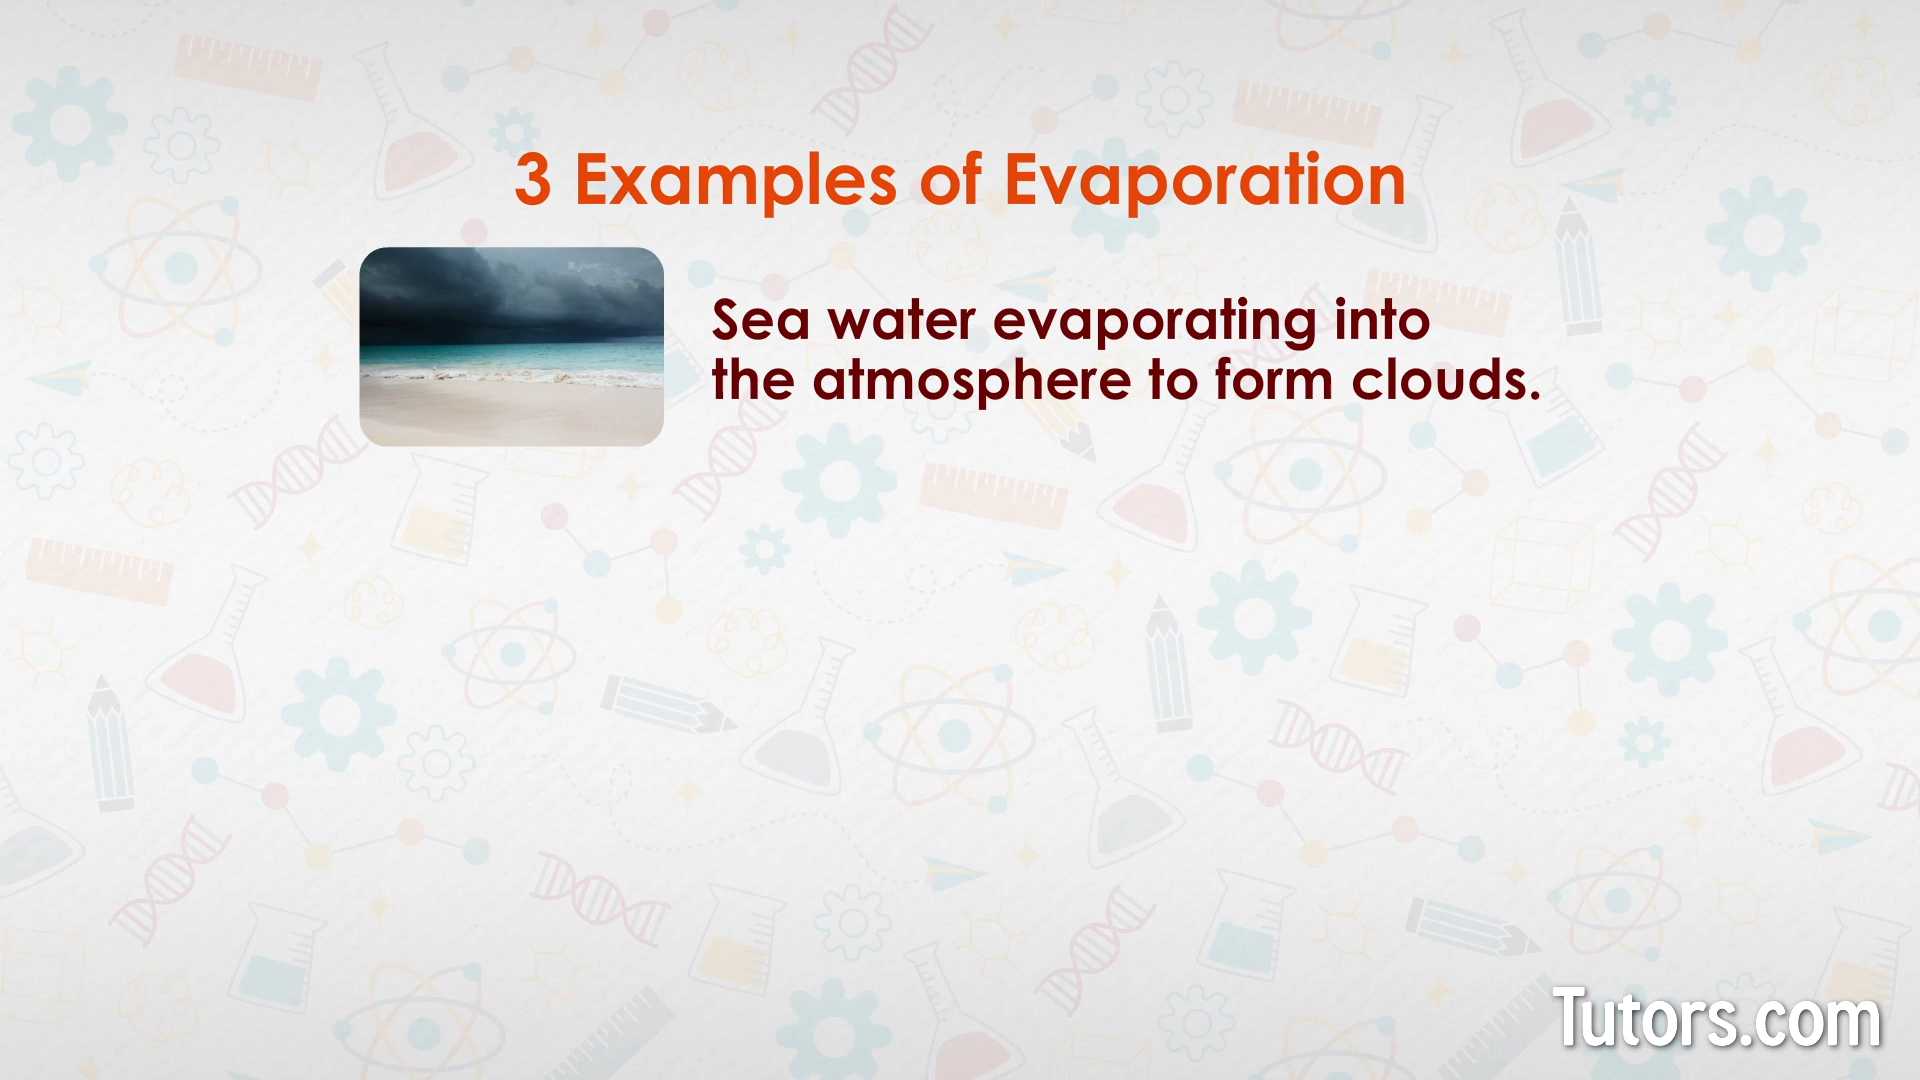 3 Examples of Evaporation
Sea water evaporating into
the atmosphere to form clouds.
Tutors.com